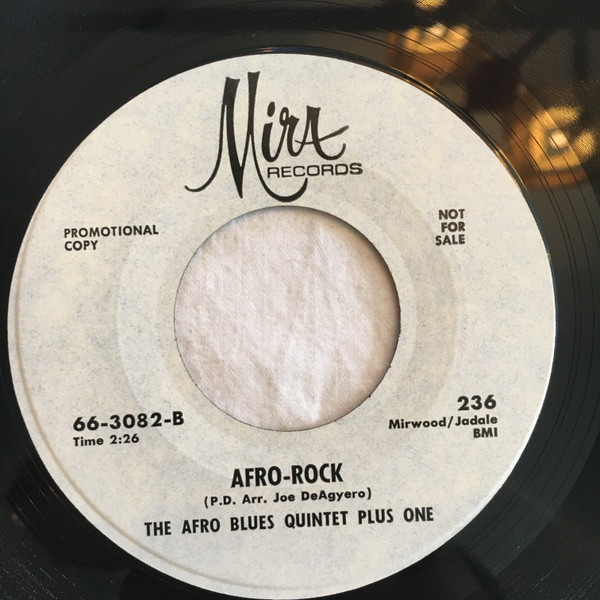 Mira
RECORDS
PROMOTIONAL
COPY
NOT
FOR
SALE
66-3082-B
Time 2:26
236
Mirwood/Jadale
BMI
AFRO-ROCK
(P.D. Arr. Joe DeAgyero)
THE AFRO BLUES QUINTET PLUS ONE